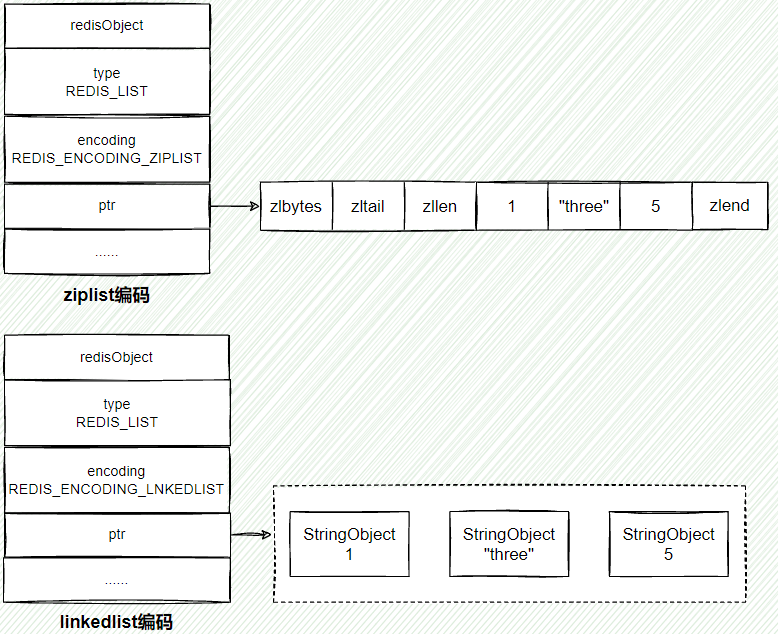 redisObject
type
REDIS_LIST
encoding
REDIS_ENCODING_ZIPLIST
ptr
zlbytes zltail zllen 1 "three" 5 zlend
......
ziplist编码
redisObject
type
REDIS_LIST
encoding
REDIS_ENCODING_LNKEDLIST
ptr
StringObject StringObject StringObject
1 "three" 5
......
linkedlist编码